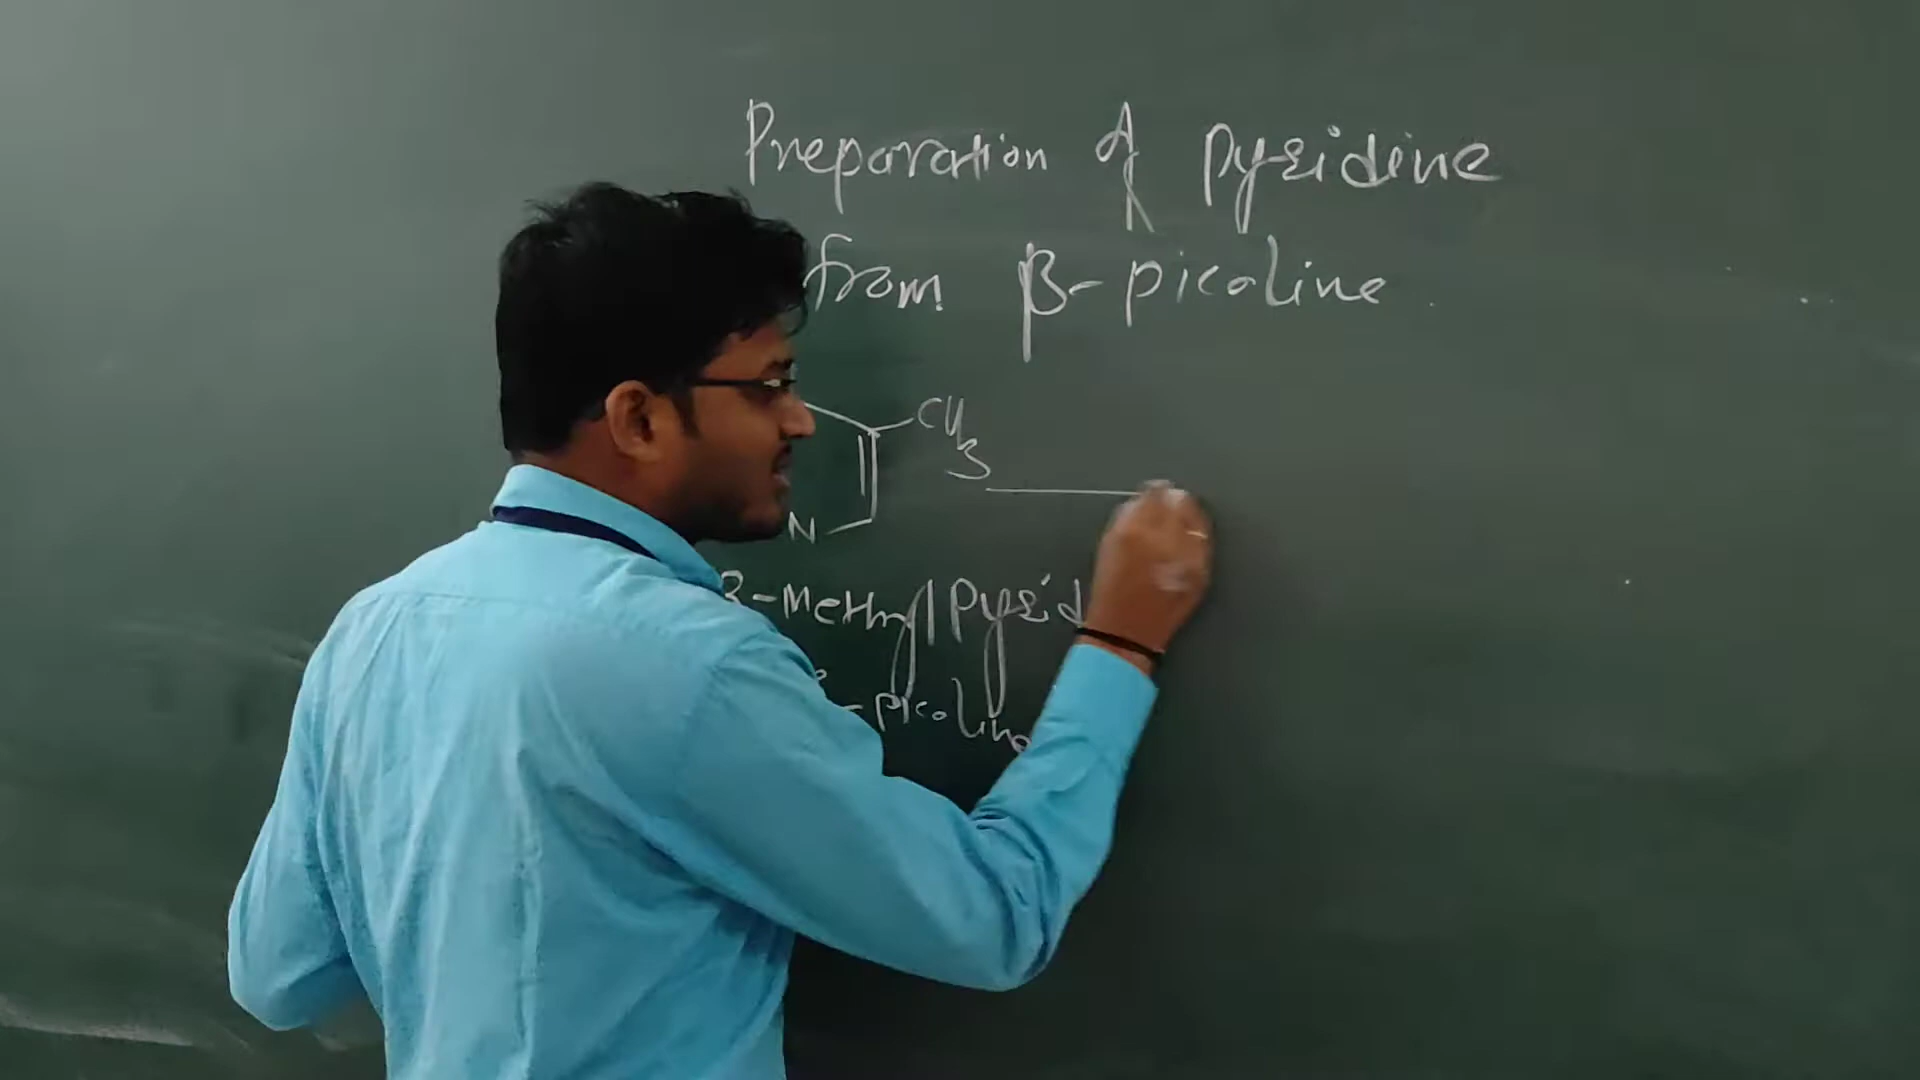 Preparation of pyridine
from β-picoline
CH3
N
3-Methyl Pyrid
-picoline